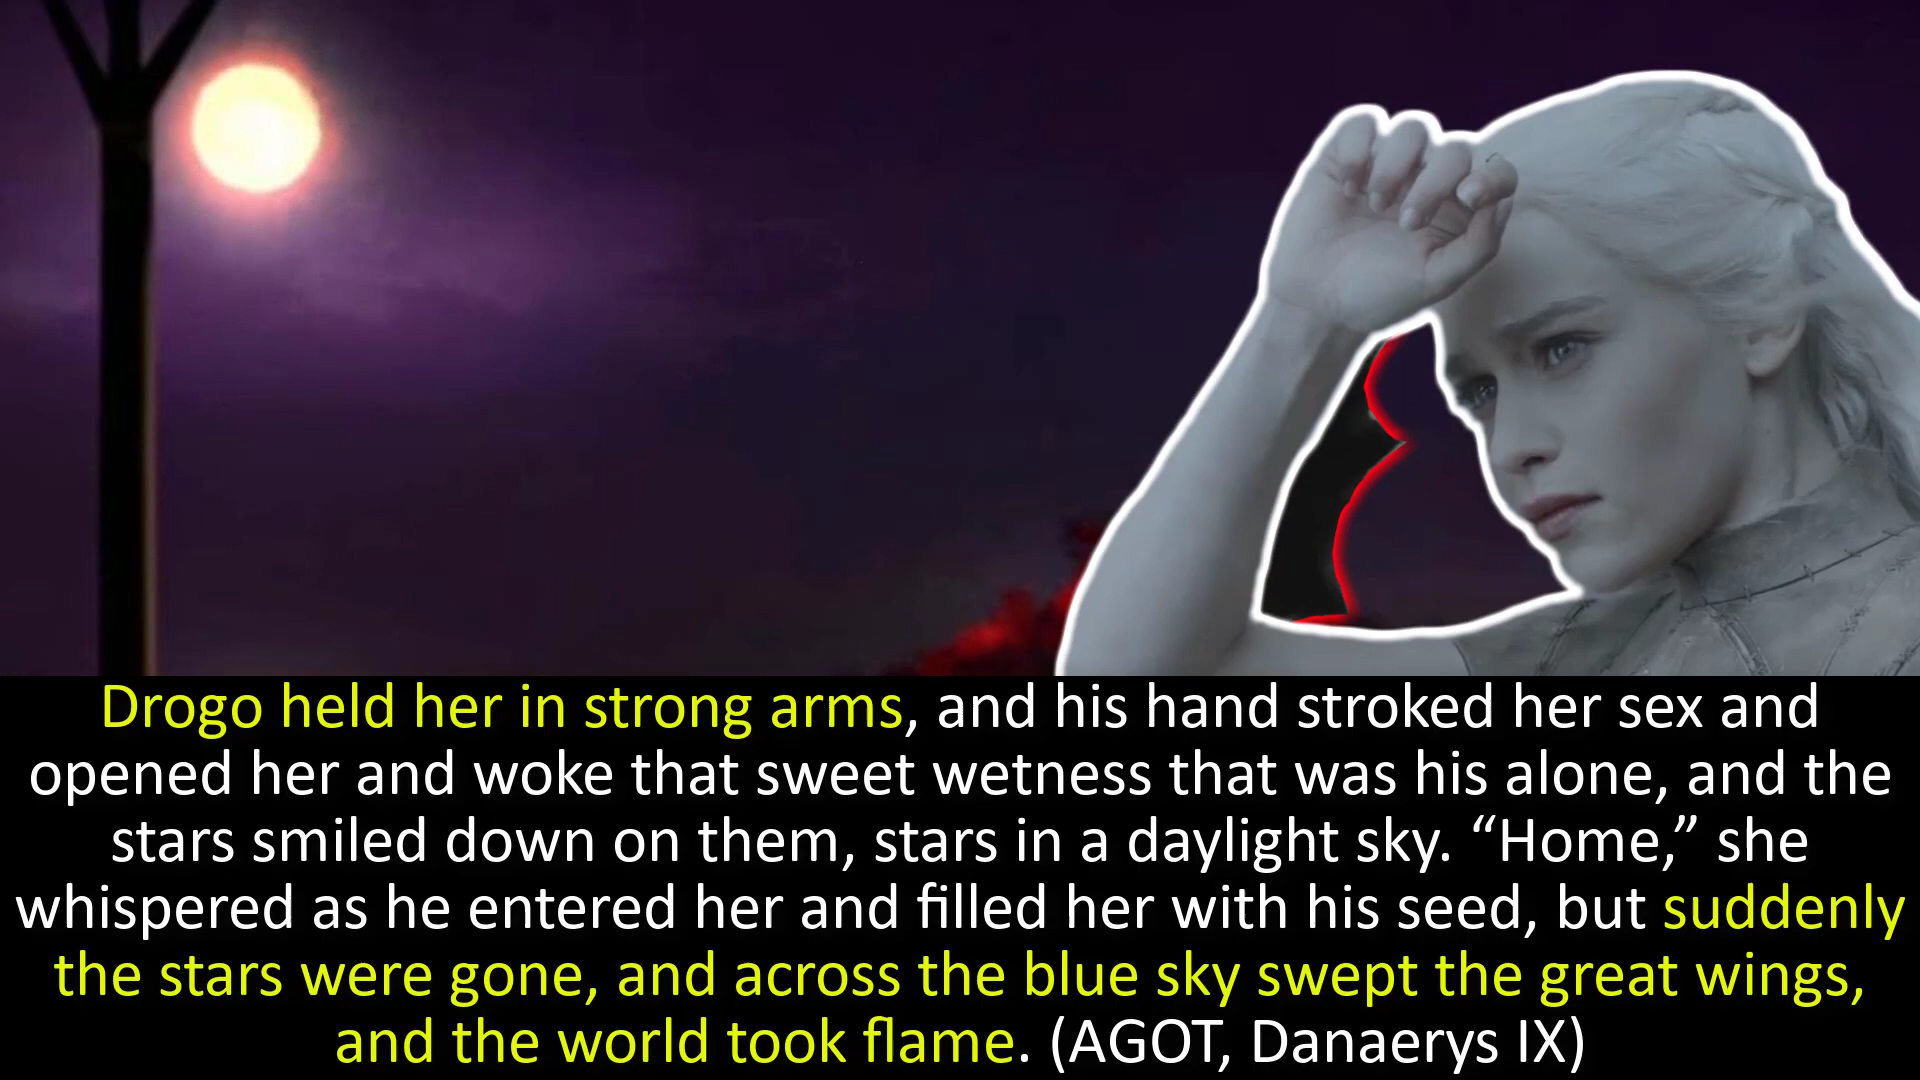 Drogo held her in strong arms, and his hand stroked her sex and
opened her and woke that sweet wetness that was his alone, and the
stars smiled down on them, stars in a daylight sky. “Home,” she
whispered as he entered her and filled her with his seed, but suddenly
the stars were gone, and across the blue sky swept the great wings,
and the world took flame. (AGOT, Danaerys IX)